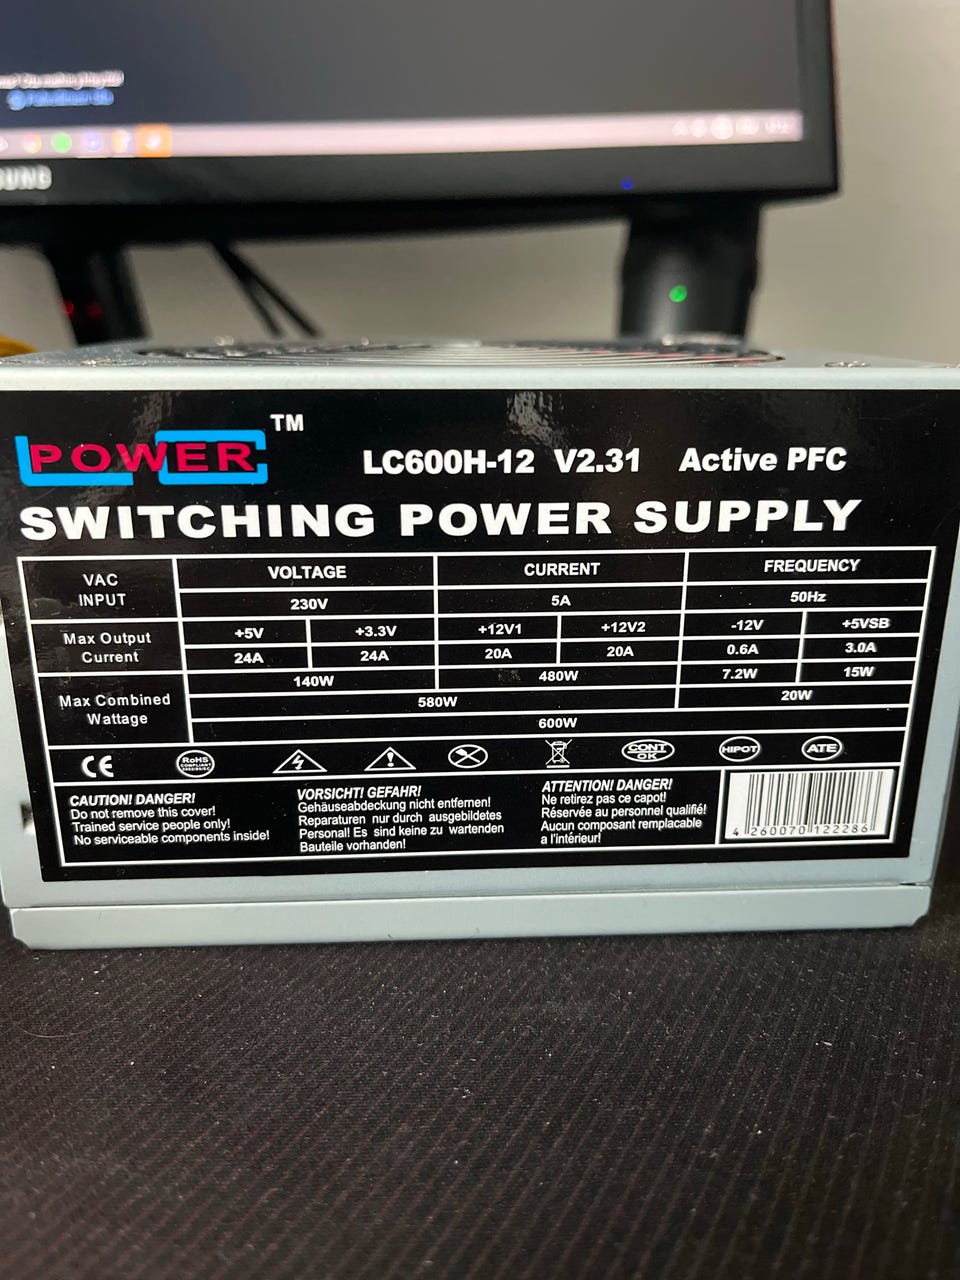 POWER TM
LC600H-12 V2.31 Active PFC
SWITCHING POWER SUPPLY
VAC INPUT VOLTAGE CURRENT FREQUENCY
230V 5A 50Hz
Max Output Current +5V +3.3V +12V1 +12V2 -12V +5VSB
24A 24A 20A 20A 0.6A 3.0A
Max Combined Wattage 140W 480W 7.2W 15W
580W 20W
600W
CE RoHS COMPLIANT CONT OK HIPOT ATE
CAUTION! DANGER!
Do not remove this cover!
Trained service people only!
No serviceable components inside!
VORSICHT! GEFAHR!
Gehäuseabdeckung nicht entfernen!
Reparaturen nur durch ausgebildetes
Personal! Es sind keine zu wartenden
Bauteile vorhanden!
ATTENTION! DANGER!
Ne retirez pas ce capot!
Réservée au personnel qualifié!
Aucun composant remplacable
a l'intérieur!
4 260070 122286